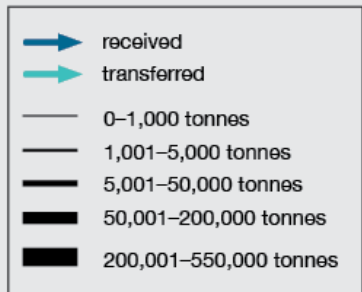 received
transferred
0–1,000 tonnes
1,001–5,000 tonnes
5,001–50,000 tonnes
50,001–200,000 tonnes
200,001–550,000 tonnes